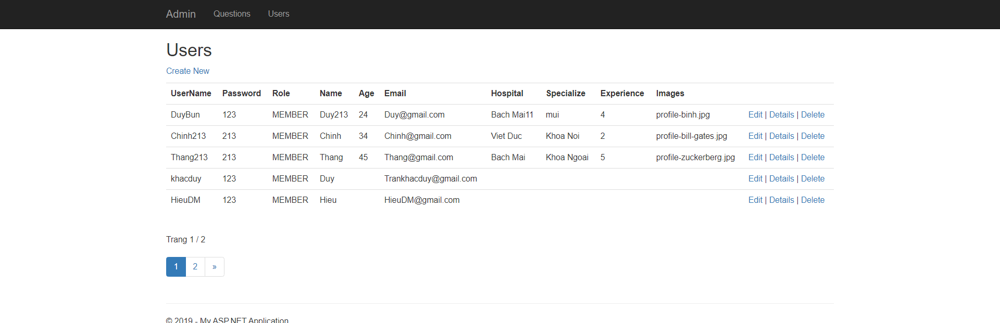 Admin Questions Users
Users
Create New
UserName Password Role Name Age Email Hospital Specialize Experience Images
DuyBun 123 MEMBER Duy213 24 Duy@gmail.com Bach Mai11 mui 4 profile-binh.jpg Edit | Details | Delete
Chinh213 213 MEMBER Chinh 34 Chinh@gmail.com Viet Duc Khoa Noi 2 profile-bill-gates.jpg Edit | Details | Delete
Thang213 213 MEMBER Thang 45 Thang@gmail.com Bach Mai Khoa Ngoai 5 profile-zuckerberg.jpg Edit | Details | Delete
khacduy 123 MEMBER Duy Trankhacduy@gmail.com Edit | Details | Delete
HieuDM 123 MEMBER Hieu HieuDM@gmail.com Edit | Details | Delete
Trang 1 / 2
1 2 »
© 2019 - My ASP.NET Application